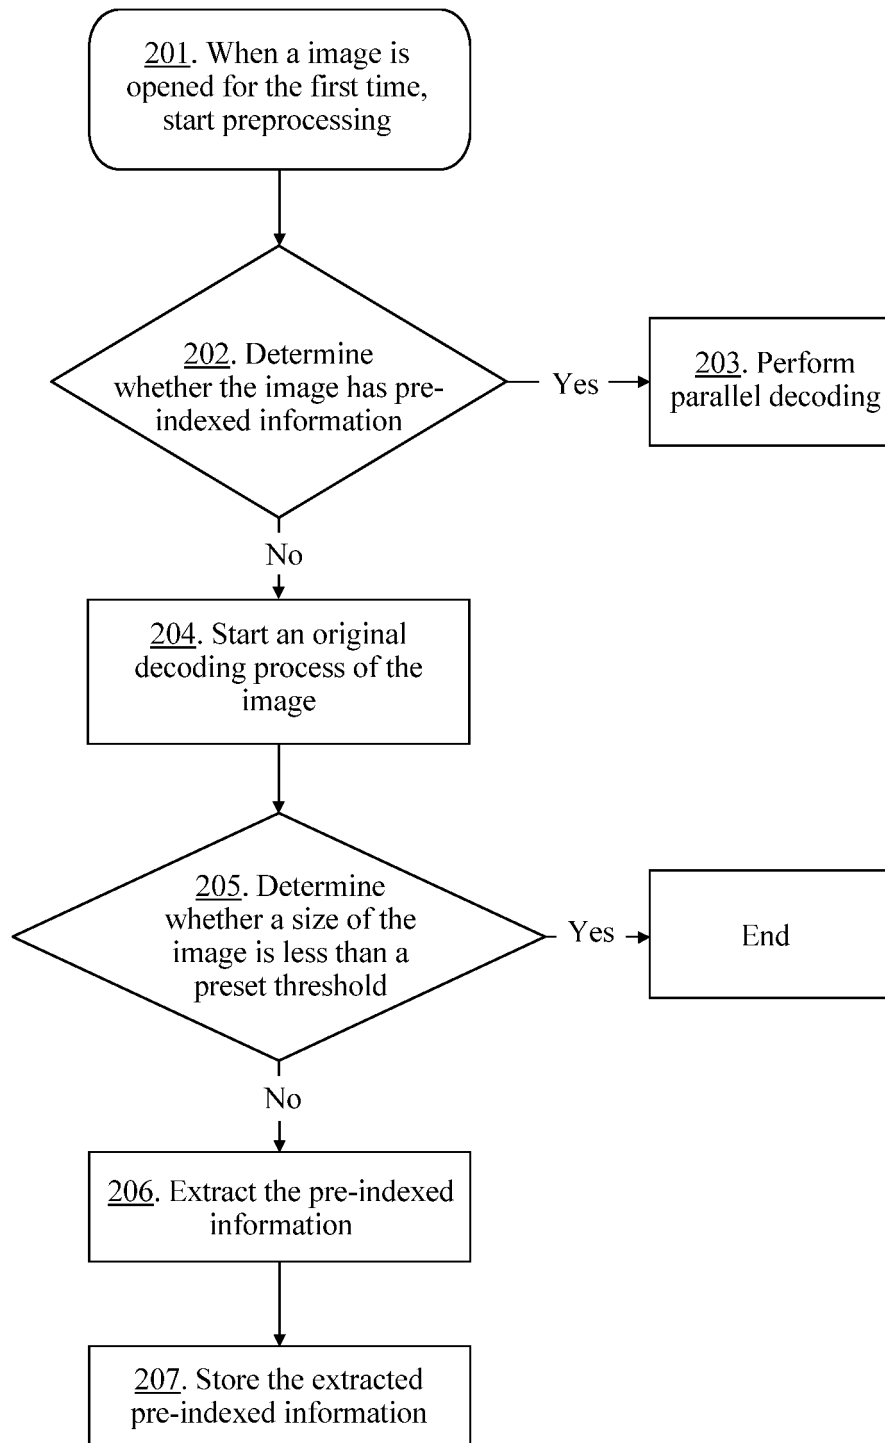 201. When a image is
opened for the first time,
start preprocessing
202. Determine
whether the image has pre-
indexed information
Yes
203. Perform
parallel decoding
No
204. Start an original
decoding process of the
image
205. Determine
whether a size of the
image is less than a
preset threshold
Yes
End
No
206. Extract the pre-indexed
information
207. Store the extracted
pre-indexed information